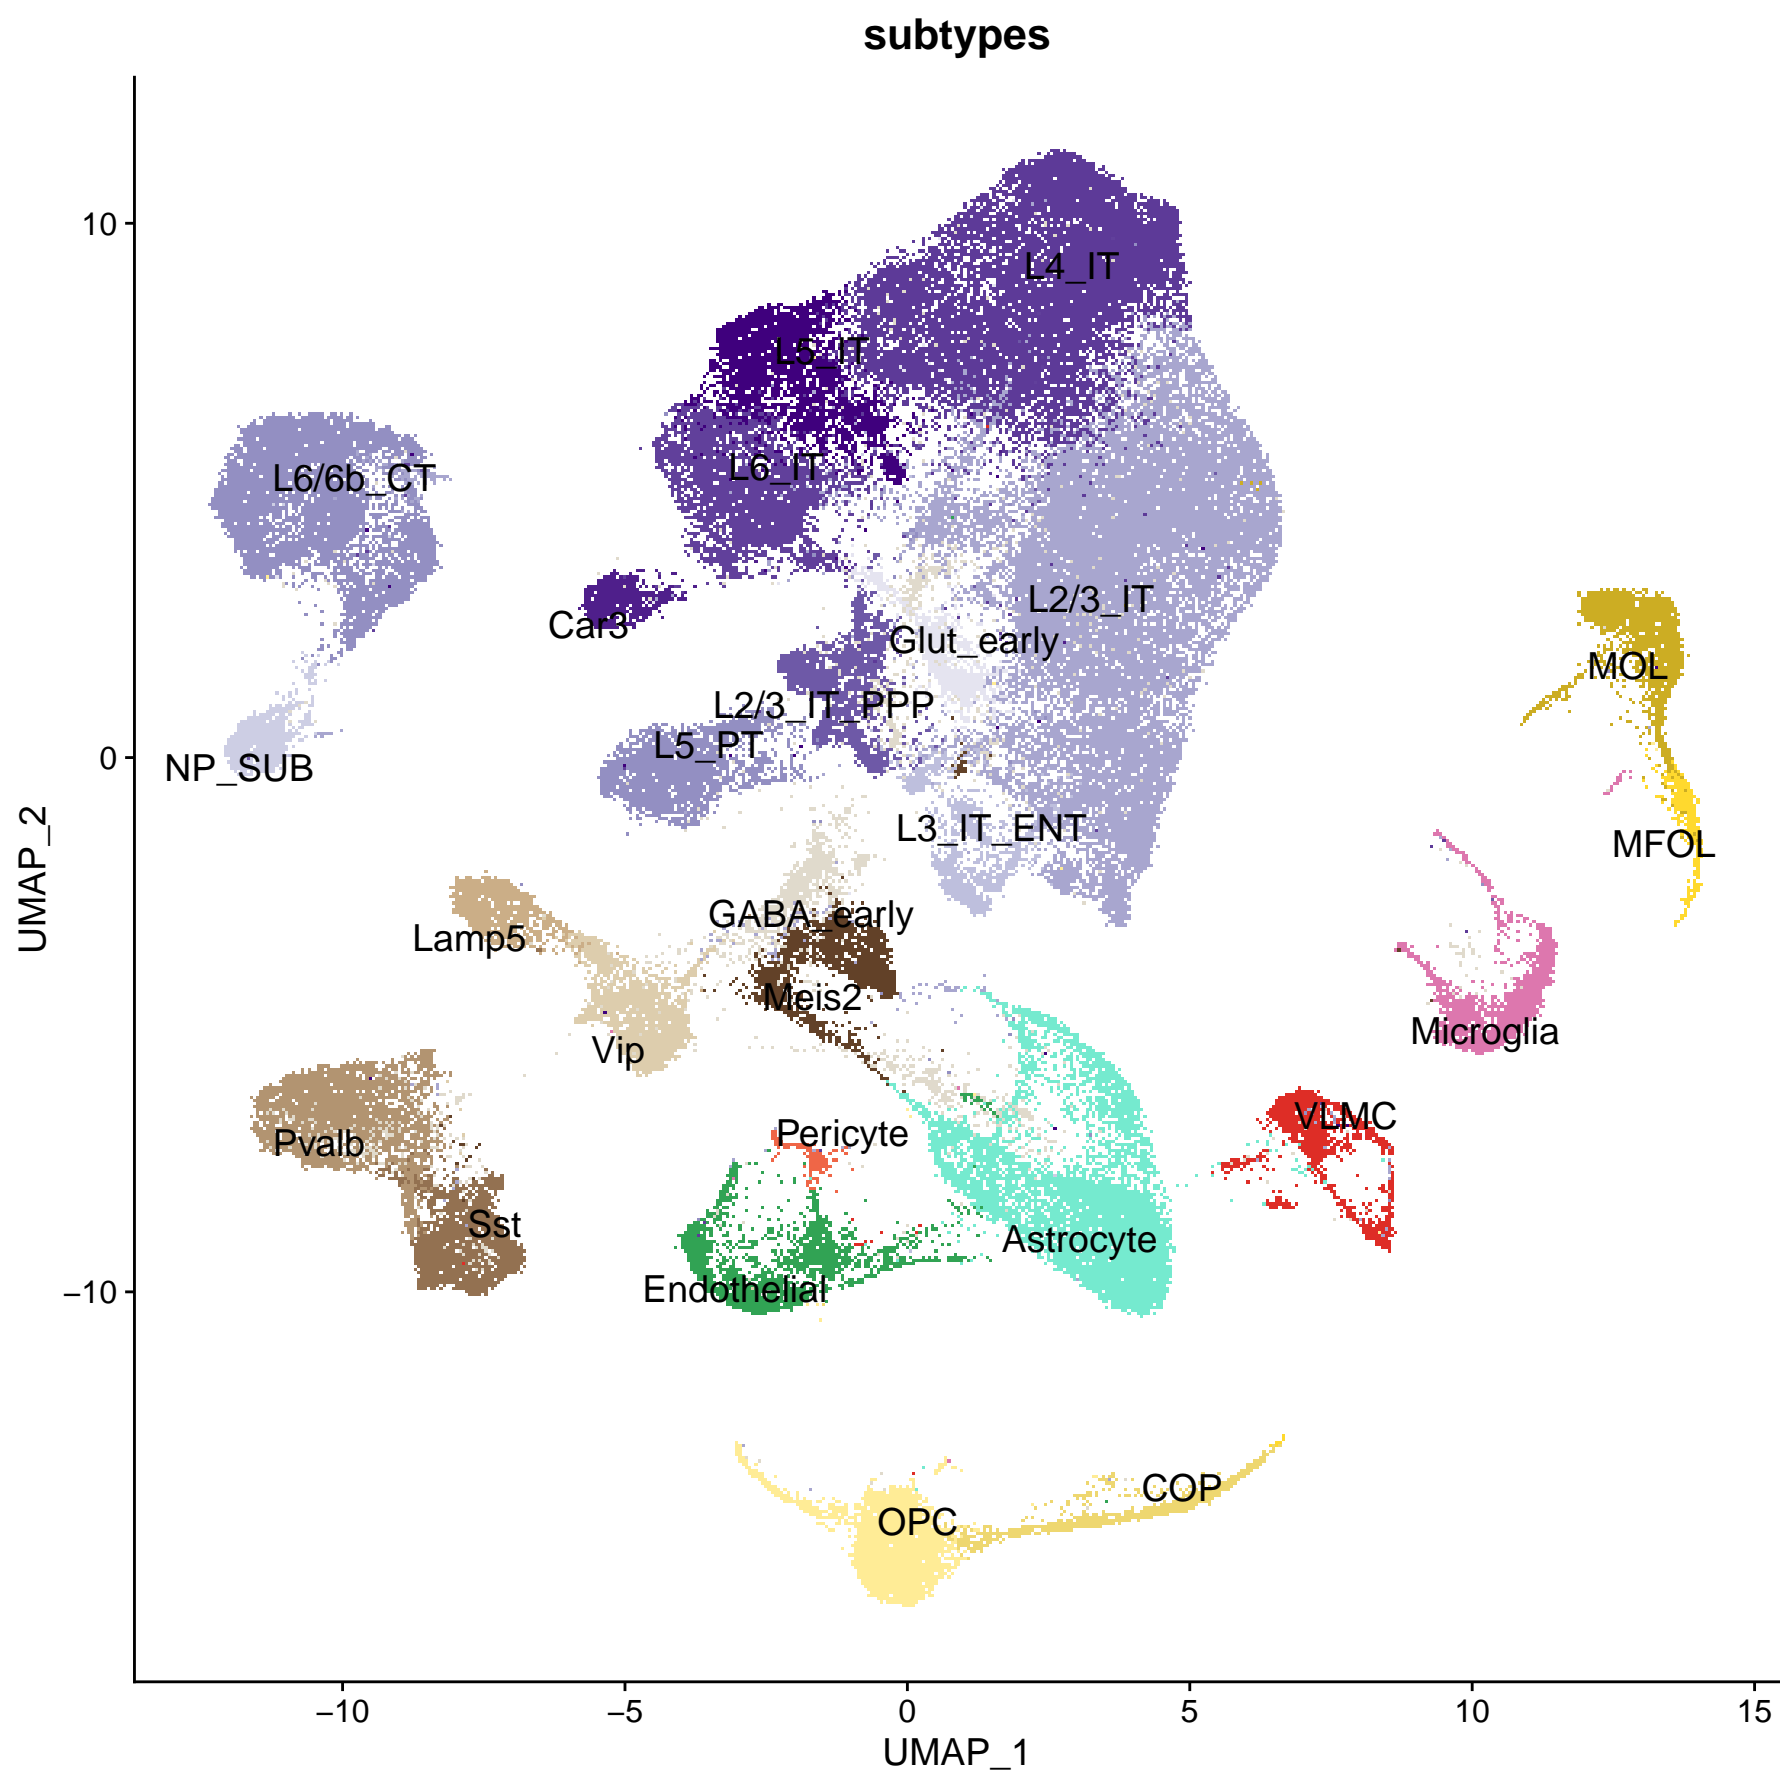 subtypes
10
0
−10
UMAP_2
L4_IT
L5_IT
L6_IT
L6/6b_CT
L2/3_IT
Car3
Glut_early
MOL
L2/3_IT_PPP
L5_PT
NP_SUB
L3_IT_ENT
MFOL
GABA_early
Lamp5
Meis2
Microglia
Vip
VLMC
Pericyte
Pvalb
Sst
Astrocyte
Endothelial
COP
OPC
−10
−5
0
5
10
15
UMAP_1